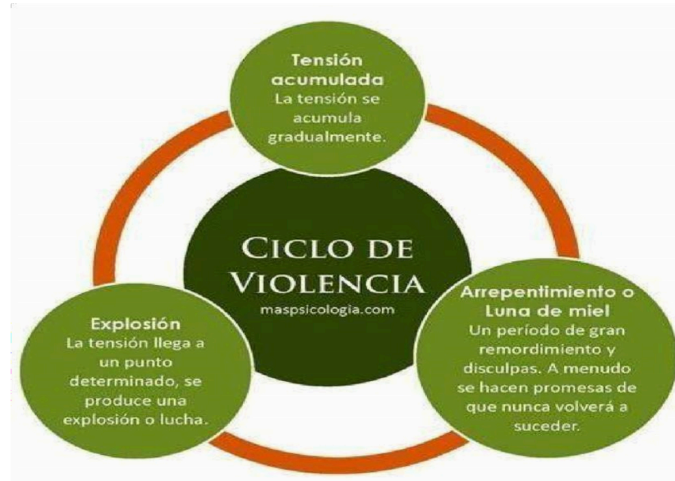 Tensión
acumulada
La tensión se
acumula
gradualmente.
CICLO DE
VIOLENCIA
maspsicologia.com
Explosión
La tensión llega a
un punto
determinado, se
produce una
explosión o lucha.
Arrepentimiento o
Luna de miel
Un período de gran
remordimiento y
disculpas. A menudo
se hacen promesas de
que nunca volverá a
suceder.